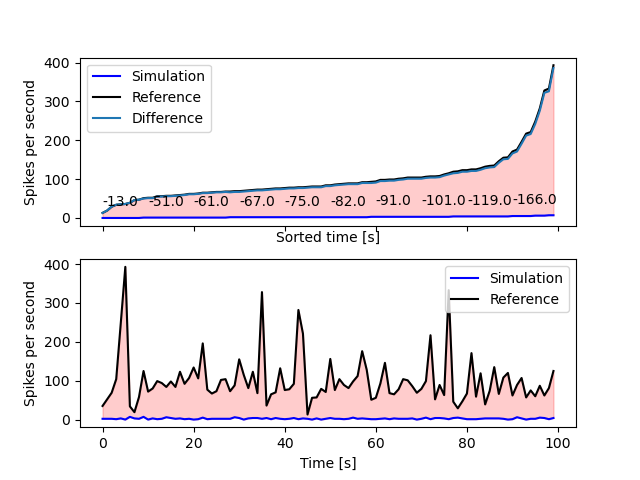 400
300
200
100
0
Spikes per second
Simulation
Reference
Difference
-13.0 -51.0 -61.0 -67.0 -75.0 -82.0 -91.0 -101.0 -119.0 -166.0
Sorted time [s]
400
300
200
100
0
Spikes per second
Simulation
Reference
0 20 40 60 80 100
Time [s]